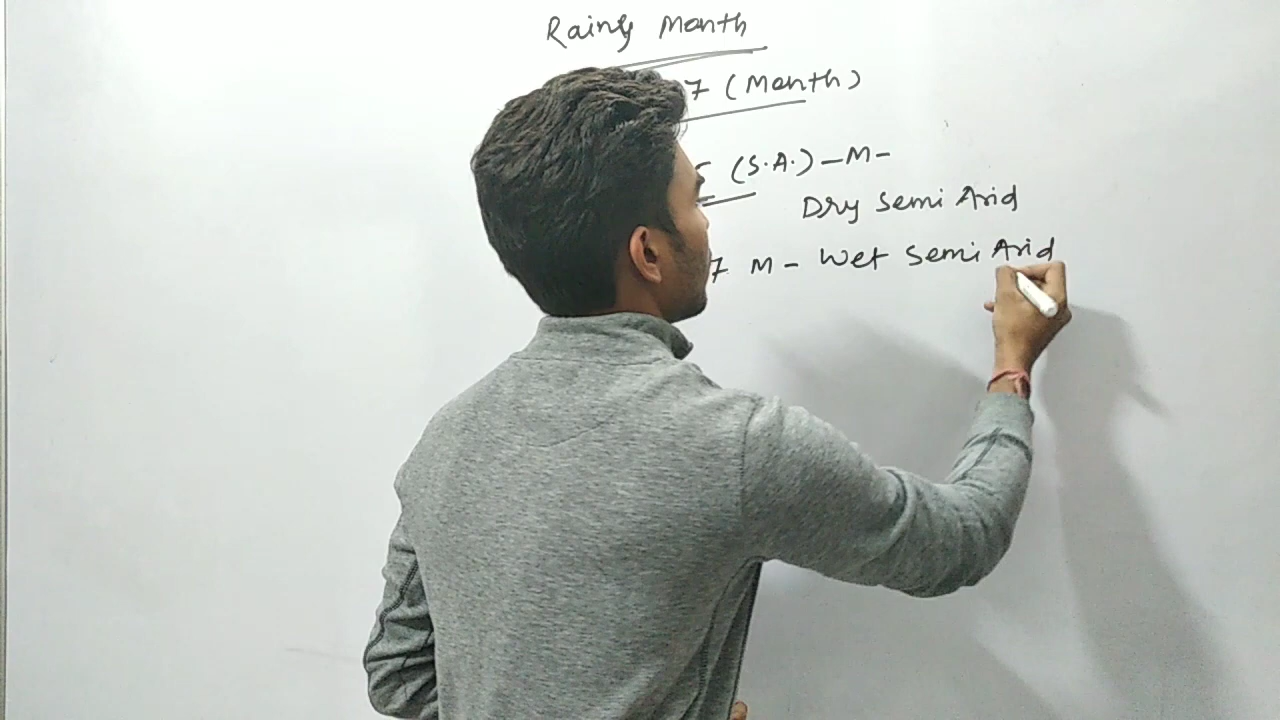 Rainy Month
7 (Month)
(S.A.) - M -
Dry Semi Arid
7 M - Wet Semi Arid